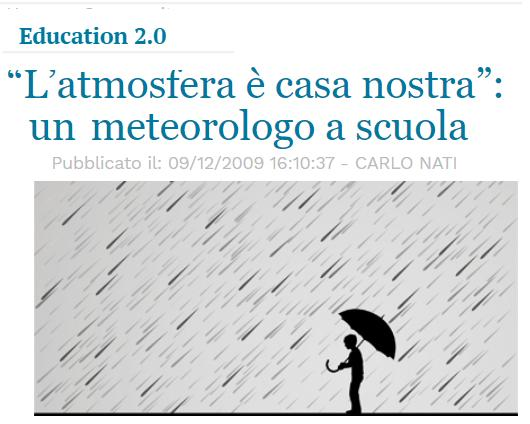 Education 2.0
“L’atmosfera è casa nostra”:
un meteorologo a scuola
Pubblicato il: 09/12/2009 16:10:37 - CARLO NATI